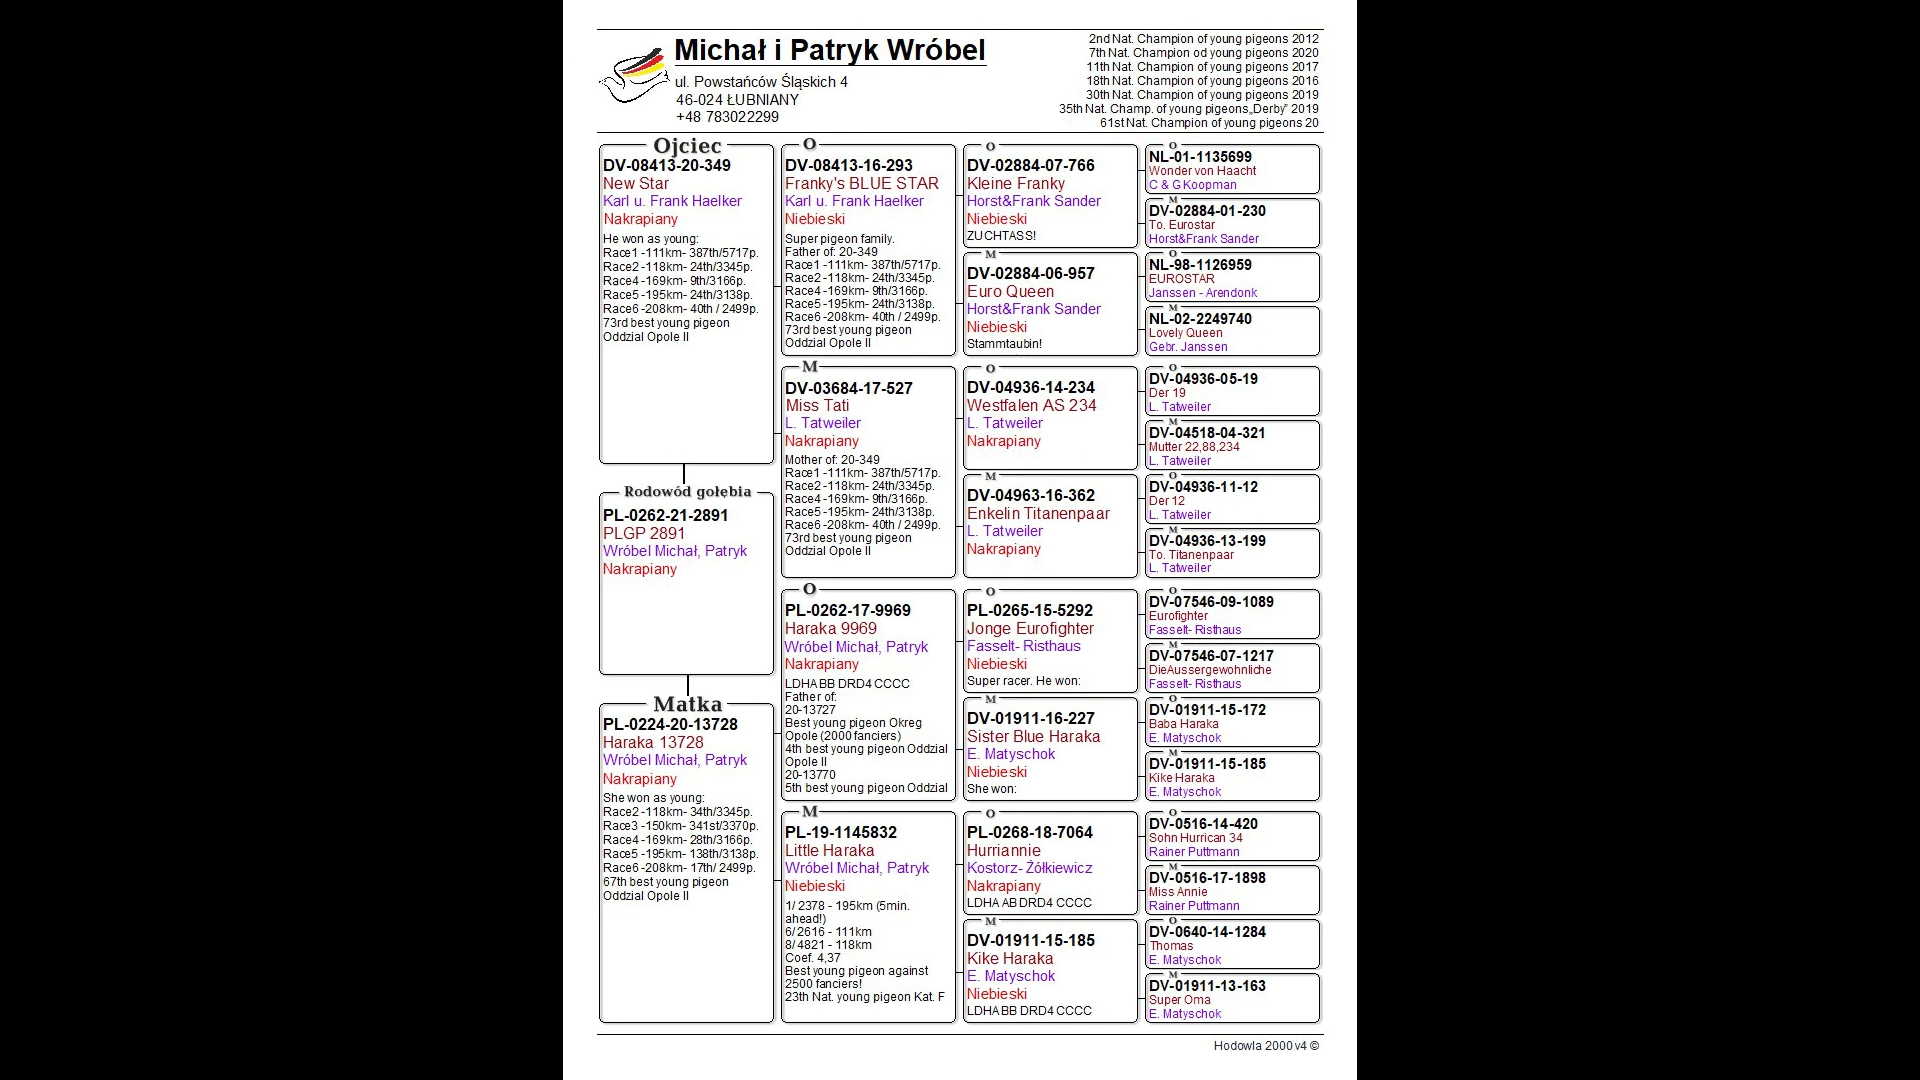 Michał i Patryk Wróbel
ul. Powstańców Śląskich 4
46-024 ŁUBNIANY
+48 783022299
2nd Nat. Champion of young pigeons 2012
7th Nat. Champion od young pigeons 2020
11th Nat. Champion of young pigeons 2017
18th Nat. Champion of young pigeons 2016
30th Nat. Champion of young pigeons 2019
35th Nat. Champ. of young pigeons„Derby” 2019
61st Nat. Champion of young pigeons 20
Ojciec
DV-08413-20-349
New Star
Karl u. Frank Haelker
Nakrapiany
He won as young:
Race1 -111km- 387th/5717p.
Race2 -118km- 24th/3345p.
Race4 -169km- 9th/3166p.
Race5 -195km- 24th/3138p.
Race6 -208km- 40th / 2499p.
73rd best young pigeon
Oddzial Opole II
Rodowód gołębia
PL-0262-21-2891
PLGP 2891
Wróbel Michał, Patryk
Nakrapiany
Matka
PL-0224-20-13728
Haraka 13728
Wróbel Michał, Patryk
Nakrapiany
She won as young:
Race2 -118km- 34th/3345p.
Race3 -150km- 341st/3370p.
Race4 -169km- 28th/3166p.
Race5 -195km- 138th/3138p.
Race6 -208km- 17th/ 2499p.
67th best young pigeon
Oddzial Opole II
O
DV-08413-16-293
Franky's BLUE STAR
Karl u. Frank Haelker
Niebieski
Super pigeon family.
Father of: 20-349
Race1 -111km- 387th/5717p.
Race2 -118km- 24th/3345p.
Race4 -169km- 9th/3166p.
Race5 -195km- 24th/3138p.
Race6 -208km- 40th / 2499p.
73rd best young pigeon
Oddzial Opole II
M
DV-03684-17-527
Miss Tati
L. Tatweiler
Nakrapiany
Mother of: 20-349
Race1 -111km- 387th/5717p.
Race2 -118km- 24th/3345p.
Race4 -169km- 9th/3166p.
Race5 -195km- 24th/3138p.
Race6 -208km- 40th / 2499p.
73rd best young pigeon
Oddzial Opole II
O
PL-0262-17-9969
Haraka 9969
Wróbel Michał, Patryk
Nakrapiany
LDHA BB DRD4 CCCC
Father of:
20-13727
Best young pigeon Okreg
Opole (2000 fanciers)
4th best young pigeon Oddzial
Opole II
20-13770
5th best young pigeon Oddzial
M
PL-19-1145832
Little Haraka
Wróbel Michał, Patryk
Niebieski
1/ 2378 - 195km (5min.
ahead!)
6/ 2616 - 111km
8/ 4821 - 118km
Coef. 4,37
Best young pigeon against
2500 fanciers!
23th Nat. young pigeon Kat. F
O
DV-02884-07-766
Kleine Franky
Horst&Frank Sander
Niebieski
ZUCHTASS!
M
DV-02884-06-957
Euro Queen
Horst&Frank Sander
Niebieski
Stammtaubin!
O
DV-04936-14-234
Westfalen AS 234
L. Tatweiler
Nakrapiany
M
DV-04963-16-362
Enkelin Titanenpaar
L. Tatweiler
Nakrapiany
O
PL-0265-15-5292
Jonge Eurofighter
Fasselt- Risthaus
Niebieski
Super racer. He won:
M
DV-01911-16-227
Sister Blue Haraka
E. Matyschok
Niebieski
She won:
O
PL-0268-18-7064
Hurriannie
Kostorz- Żółkiewicz
Nakrapiany
LDHA AB DRD4 CCCC
M
DV-01911-15-185
Kike Haraka
E. Matyschok
Niebieski
LDHA BB DRD4 CCCC
O
NL-01-1135699
Wonder von Haacht
C & G Koopman
M
DV-02884-01-230
To. Eurostar
Horst&Frank Sander
O
NL-98-1126959
EUROSTAR
Janssen - Arendonk
M
NL-02-2249740
Lovely Queen
Gebr. Janssen
O
DV-04936-05-19
Der 19
L. Tatweiler
M
DV-04518-04-321
Mutter 22,88,234
L. Tatweiler
O
DV-04936-11-12
Der 12
L. Tatweiler
M
DV-04936-13-199
To. Titanenpaar
L. Tatweiler
O
DV-07546-09-1089
Eurofighter
Fasselt- Risthaus
M
DV-07546-07-1217
DieAussergewohnliche
Fasselt- Risthaus
O
DV-01911-15-172
Baba Haraka
E. Matyschok
M
DV-01911-15-185
Kike Haraka
E. Matyschok
O
DV-0516-14-420
Sohn Hurrican 34
Rainer Puttmann
M
DV-0516-17-1898
Miss Annie
Rainer Puttmann
O
DV-0640-14-1284
Thomas
E. Matyschok
M
DV-01911-13-163
Super Oma
E. Matyschok
Hodowla 2000 v4 ©